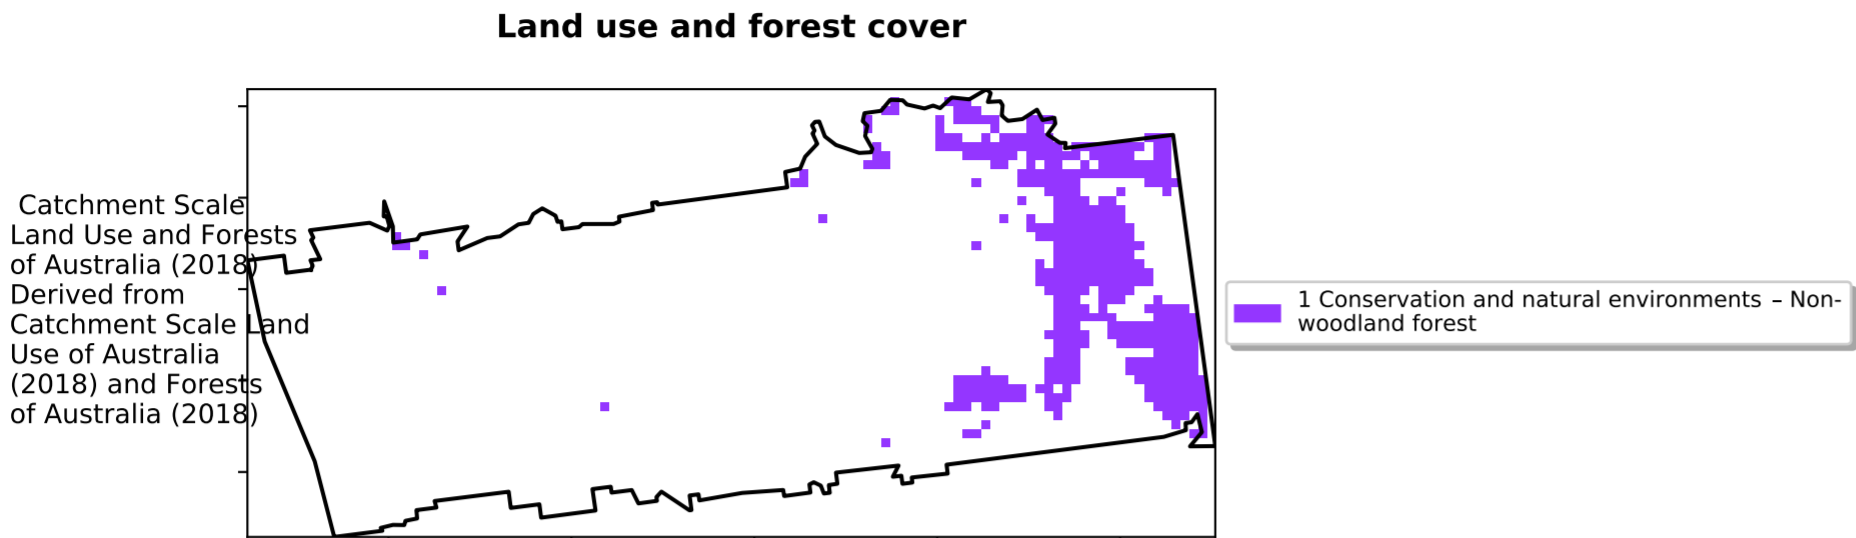 Land use and forest cover
Catchment Scale
Land Use and Forests
of Australia (2018)
Derived from
Catchment Scale Land
Use of Australia
(2018) and Forests
of Australia (2018)
1 Conservation and natural environments – Non-
woodland forest